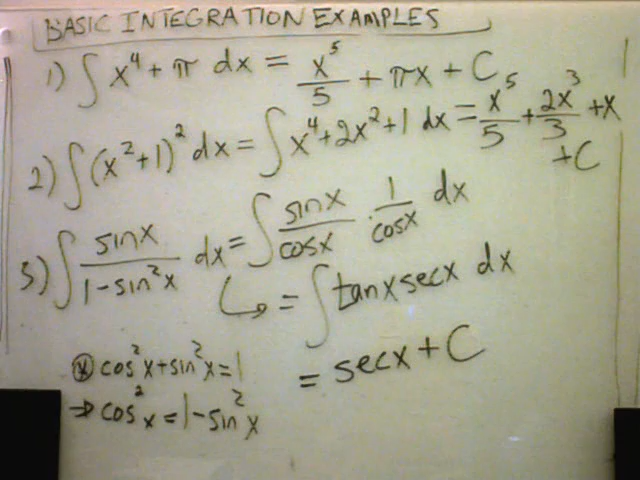 BASIC INTEGRATION EXAMPLES
1) ∫ x⁴ + π dx = x⁵/5 + πx + C
2) ∫ (x² + 1)² dx = ∫ x⁴ + 2x² + 1 dx = x⁵/5 + 2x³/3 + x
+ C
3) ∫ sinx/(1 - sin²x) dx = ∫ sinx/cosx · 1/cosx dx
↳ = ∫ tanx secx dx
= secx + C
⊛ cos²x + sin²x = 1
⇒ cos²x = 1 - sin²x